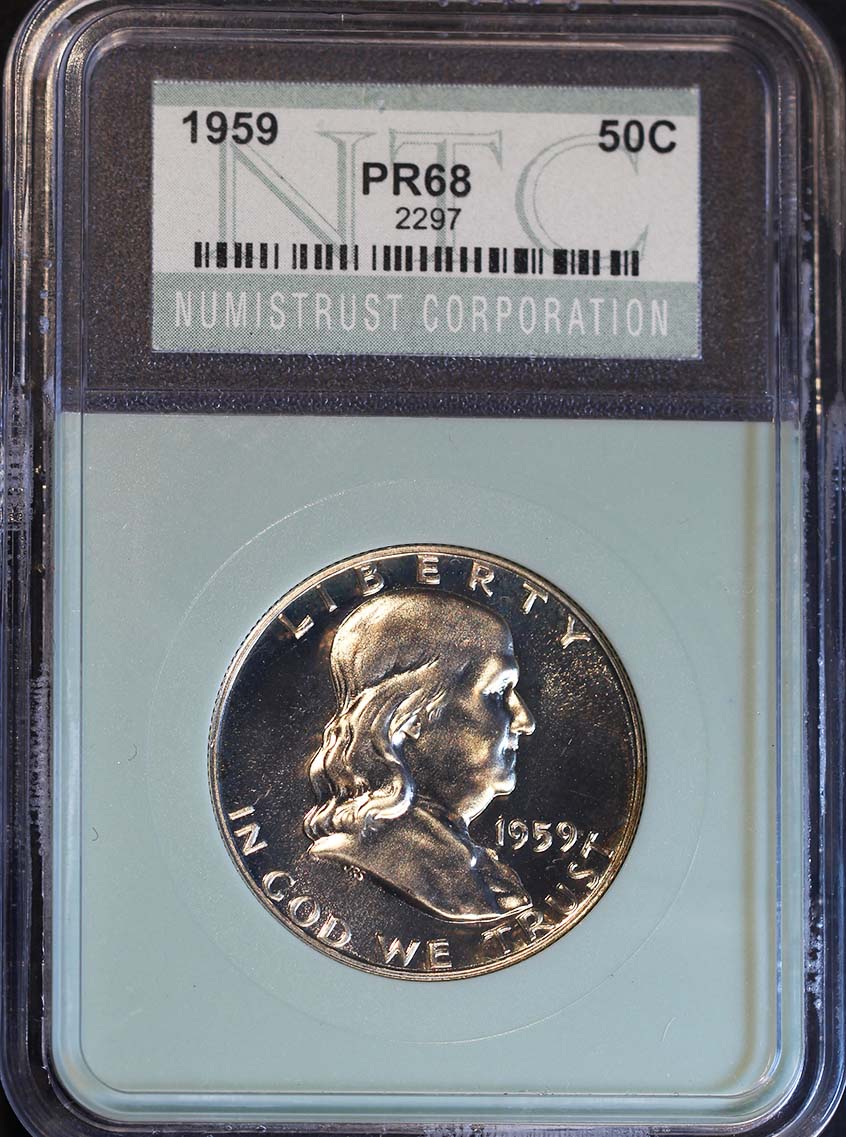 1959 50C
NTC
PR68
2297
NUMISTRUST CORPORATION
LIBERTY
1959
IN GOD WE TRUST